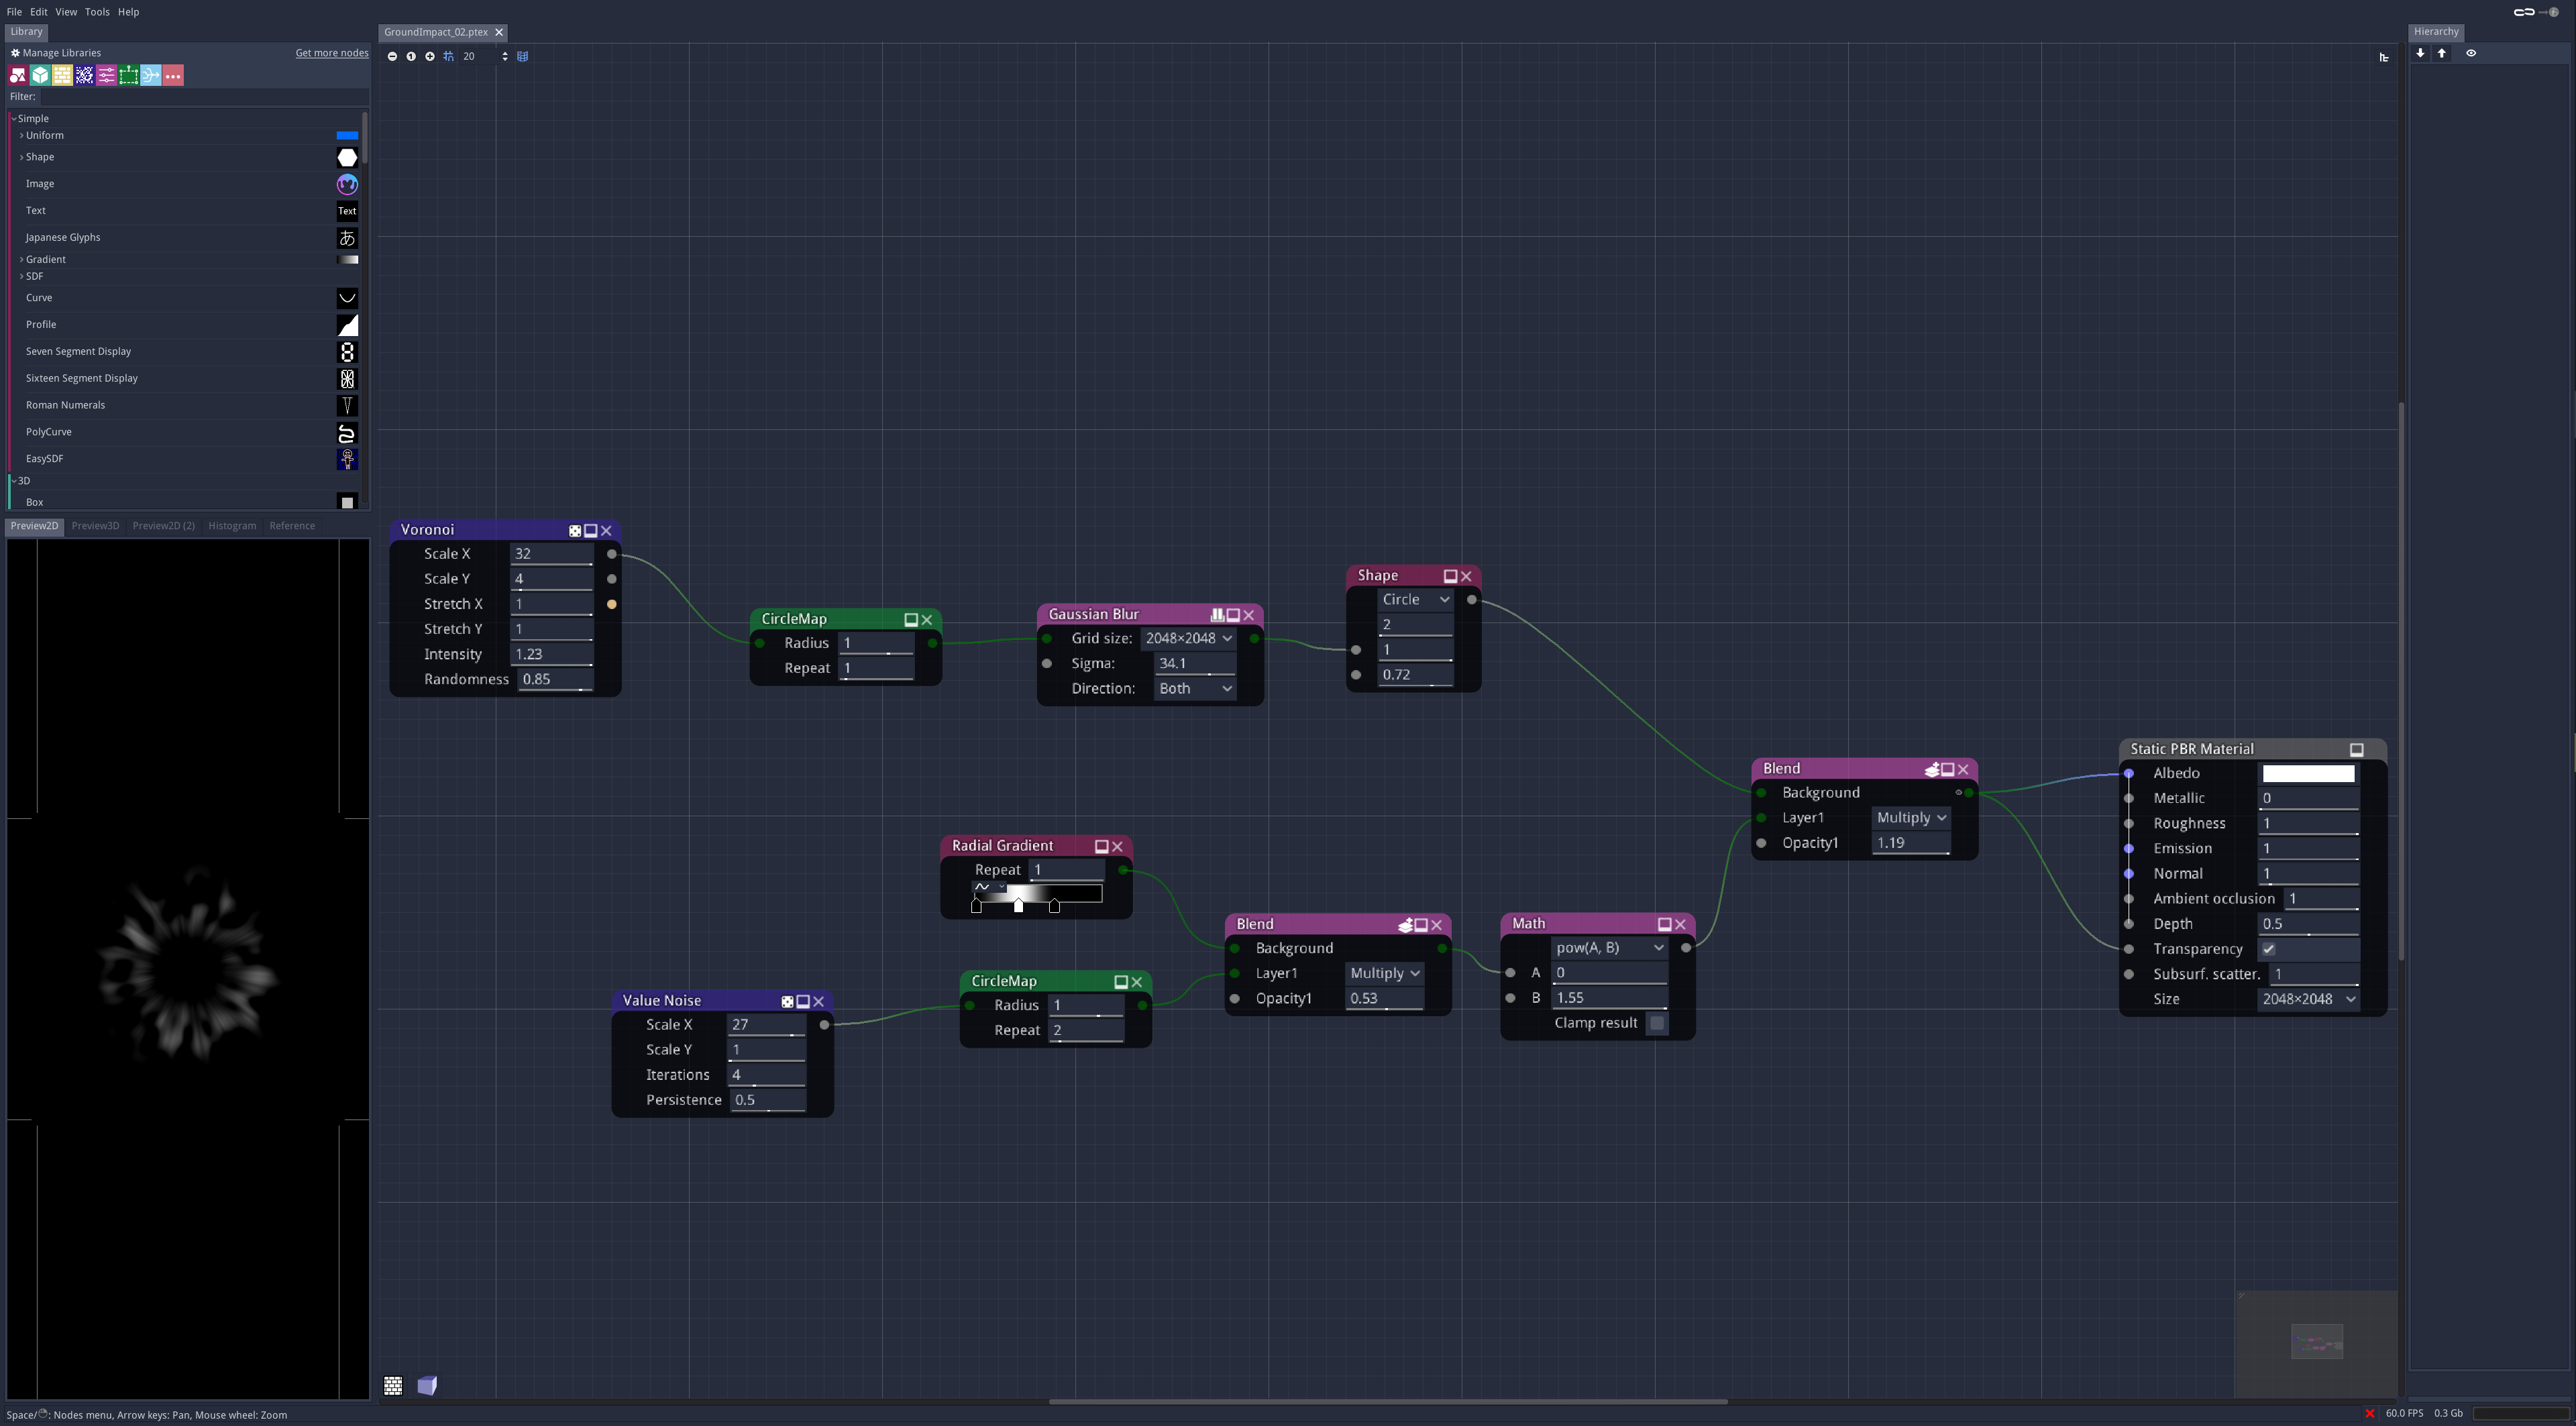 File Edit View Tools Help
Library
Manage Libraries Get more nodes
Filter:
Simple
Uniform
Shape
Image
Text Text
Japanese Glyphs あ
Gradient
SDF
Curve
Profile
Seven Segment Display
Sixteen Segment Display
Roman Numerals
PolyCurve
EasySDF
3D
Box
Preview2D Preview3D Preview2D (2) Histogram Reference
GroundImpact_02.ptex
20
Hierarchy
Voronoi
Scale X 32
Scale Y 4
Stretch X 1
Stretch Y 1
Intensity 1.23
Randomness 0.85
CircleMap
Radius 1
Repeat 1
Gaussian Blur
Grid size: 2048×2048
Sigma: 34.1
Direction: Both
Shape
Circle
2
1
0.72
Radial Gradient
Repeat 1
Value Noise
Scale X 27
Scale Y 1
Iterations 4
Persistence 0.5
CircleMap
Radius 1
Repeat 2
Blend
Background
Layer1 Multiply
Opacity1 0.53
Math
pow(A, B)
A 0
B 1.55
Clamp result
Blend
Background
Layer1 Multiply
Opacity1 1.19
Static PBR Material
Albedo
Metallic 0
Roughness 1
Emission 1
Normal 1
Ambient occlusion 1
Depth 0.5
Transparency
Subsurf. scatter. 1
Size 2048×2048
Space/ : Nodes menu, Arrow keys: Pan, Mouse wheel: Zoom
60.0 FPS 0.3 Gb